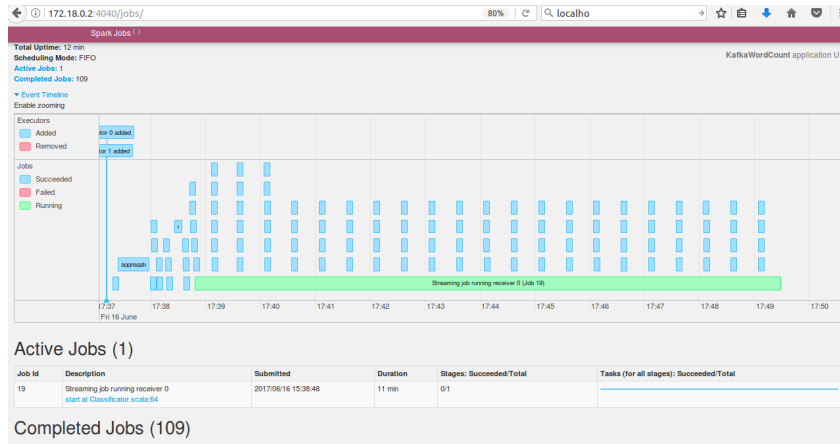 172.18.0.2:4040/jobs/
80%
localho
Spark Jobs
Total Uptime: 12 min
Scheduling Mode: FIFO
Active Jobs: 1
Completed Jobs: 109
KafkaWordCount application U
Event Timeline
Enable zooming
Executors
Added
Removed
tor 0 added
tor 1 added
Jobs
Succeeded
Failed
Running
aggregate
Streaming job running receiver 0 (Job 19)
17:37 17:38 17:39 17:40 17:41 17:42 17:43 17:44 17:45 17:46 17:47 17:48 17:49 17:50
Fri 16 June
Active Jobs (1)
Job Id Description Submitted Duration Stages: Succeeded/Total Tasks (for all stages): Succeeded/Total
19 Streaming job running receiver 0 2017/06/16 15:38:48 11 min 0/1
start at Classificator.scala:64
Completed Jobs (109)